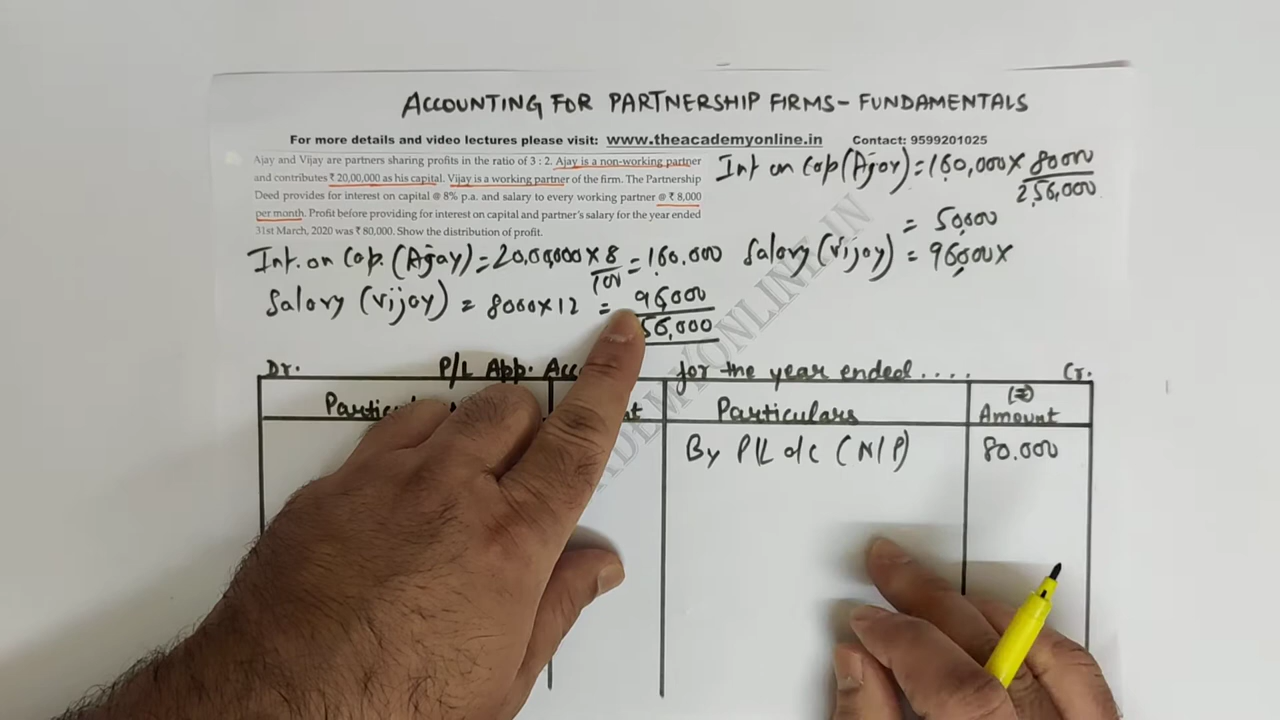 ACCOUNTING FOR PARTNERSHIP FIRMS - FUNDAMENTALS
For more details and video lectures please visit: www.theacademyonline.in Contact: 9599201025
Ajay and Vijay are partners sharing profits in the ratio of 3 : 2. Ajay is a non-working partner
and contributes ₹ 20,00,000 as his capital. Vijay is a working partner of the firm. The Partnership
Deed provides for interest on capital @ 8% p.a. and salary to every working partner @ ₹ 8,000
per month. Profit before providing for interest on capital and partner's salary for the year ended
31st March, 2020 was ₹ 80,000. Show the distribution of profit.
Int on Cap (Ajay) = 160,000 × 80000
256,000
= 50,000
Int. on Cap. (Ajay) = 20,00,000 × 8 = 160,000
100
Salary (Vijay) = 96000 ×
Salary (Vijay) = 8000 × 12 = 96,000
56,000
Dr. P/L App. for the year ended.... Cr.
Particulars (₹) Amount
By P/L a/c (N/P) 80,000